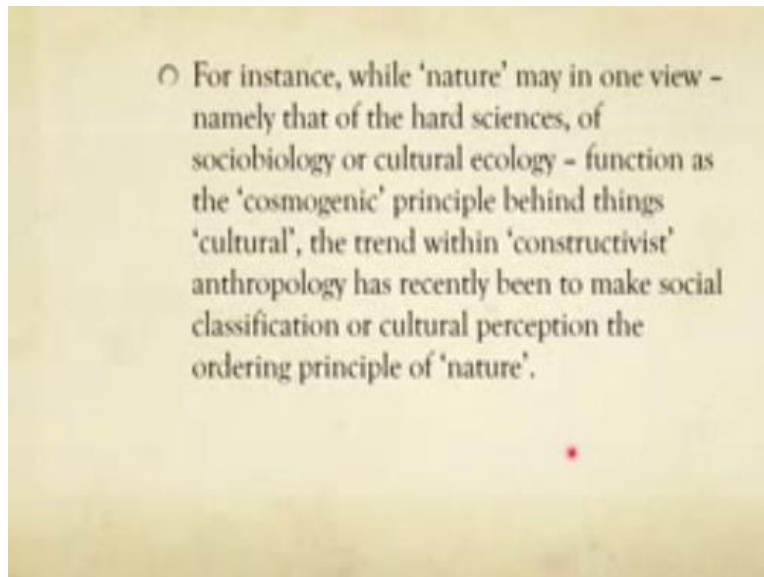 For instance, while ‘nature’ may in one view –
namely that of the hard sciences, of
sociobiology or cultural ecology – function as
the ‘cosmogenic’ principle behind things
‘cultural’, the trend within ‘constructivist’
anthropology has recently been to make social
classification or cultural perception the
ordering principle of ‘nature’.